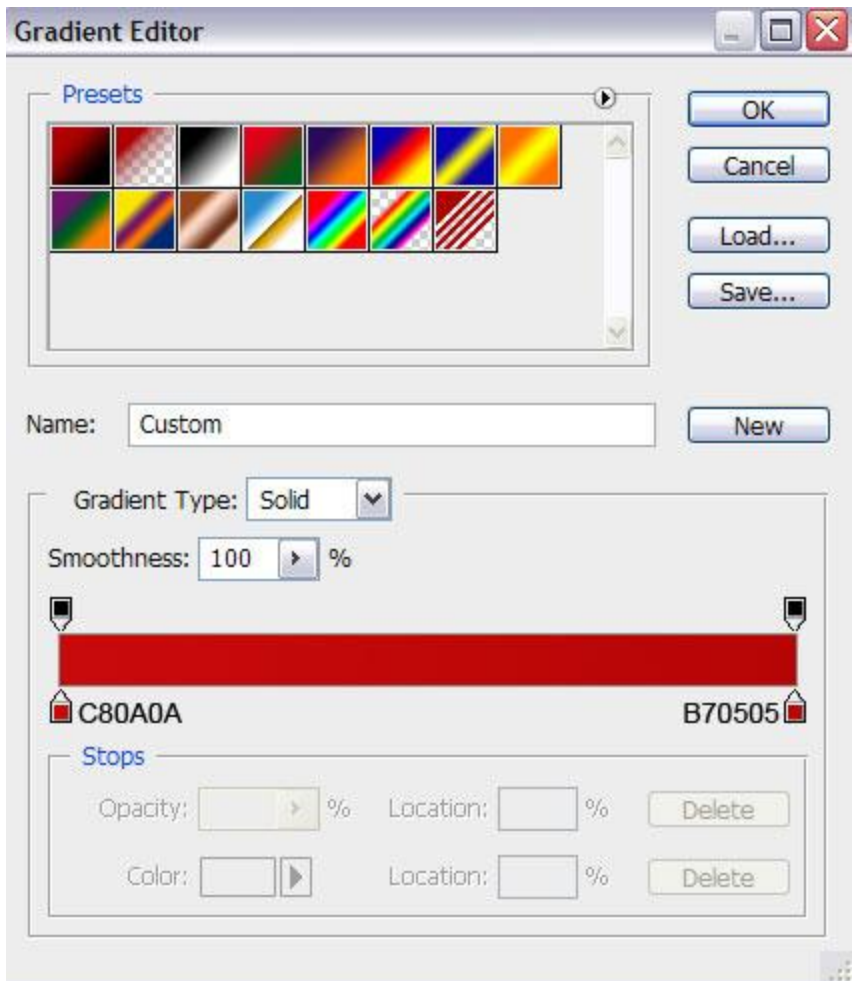 Gradient Editor
Presets
OK
Cancel
Load...
Save...
Name: Custom
New
Gradient Type: Solid
Smoothness: 100 %
C80A0A B70505
Stops
Opacity: % Location: % Delete
Color: Location: % Delete